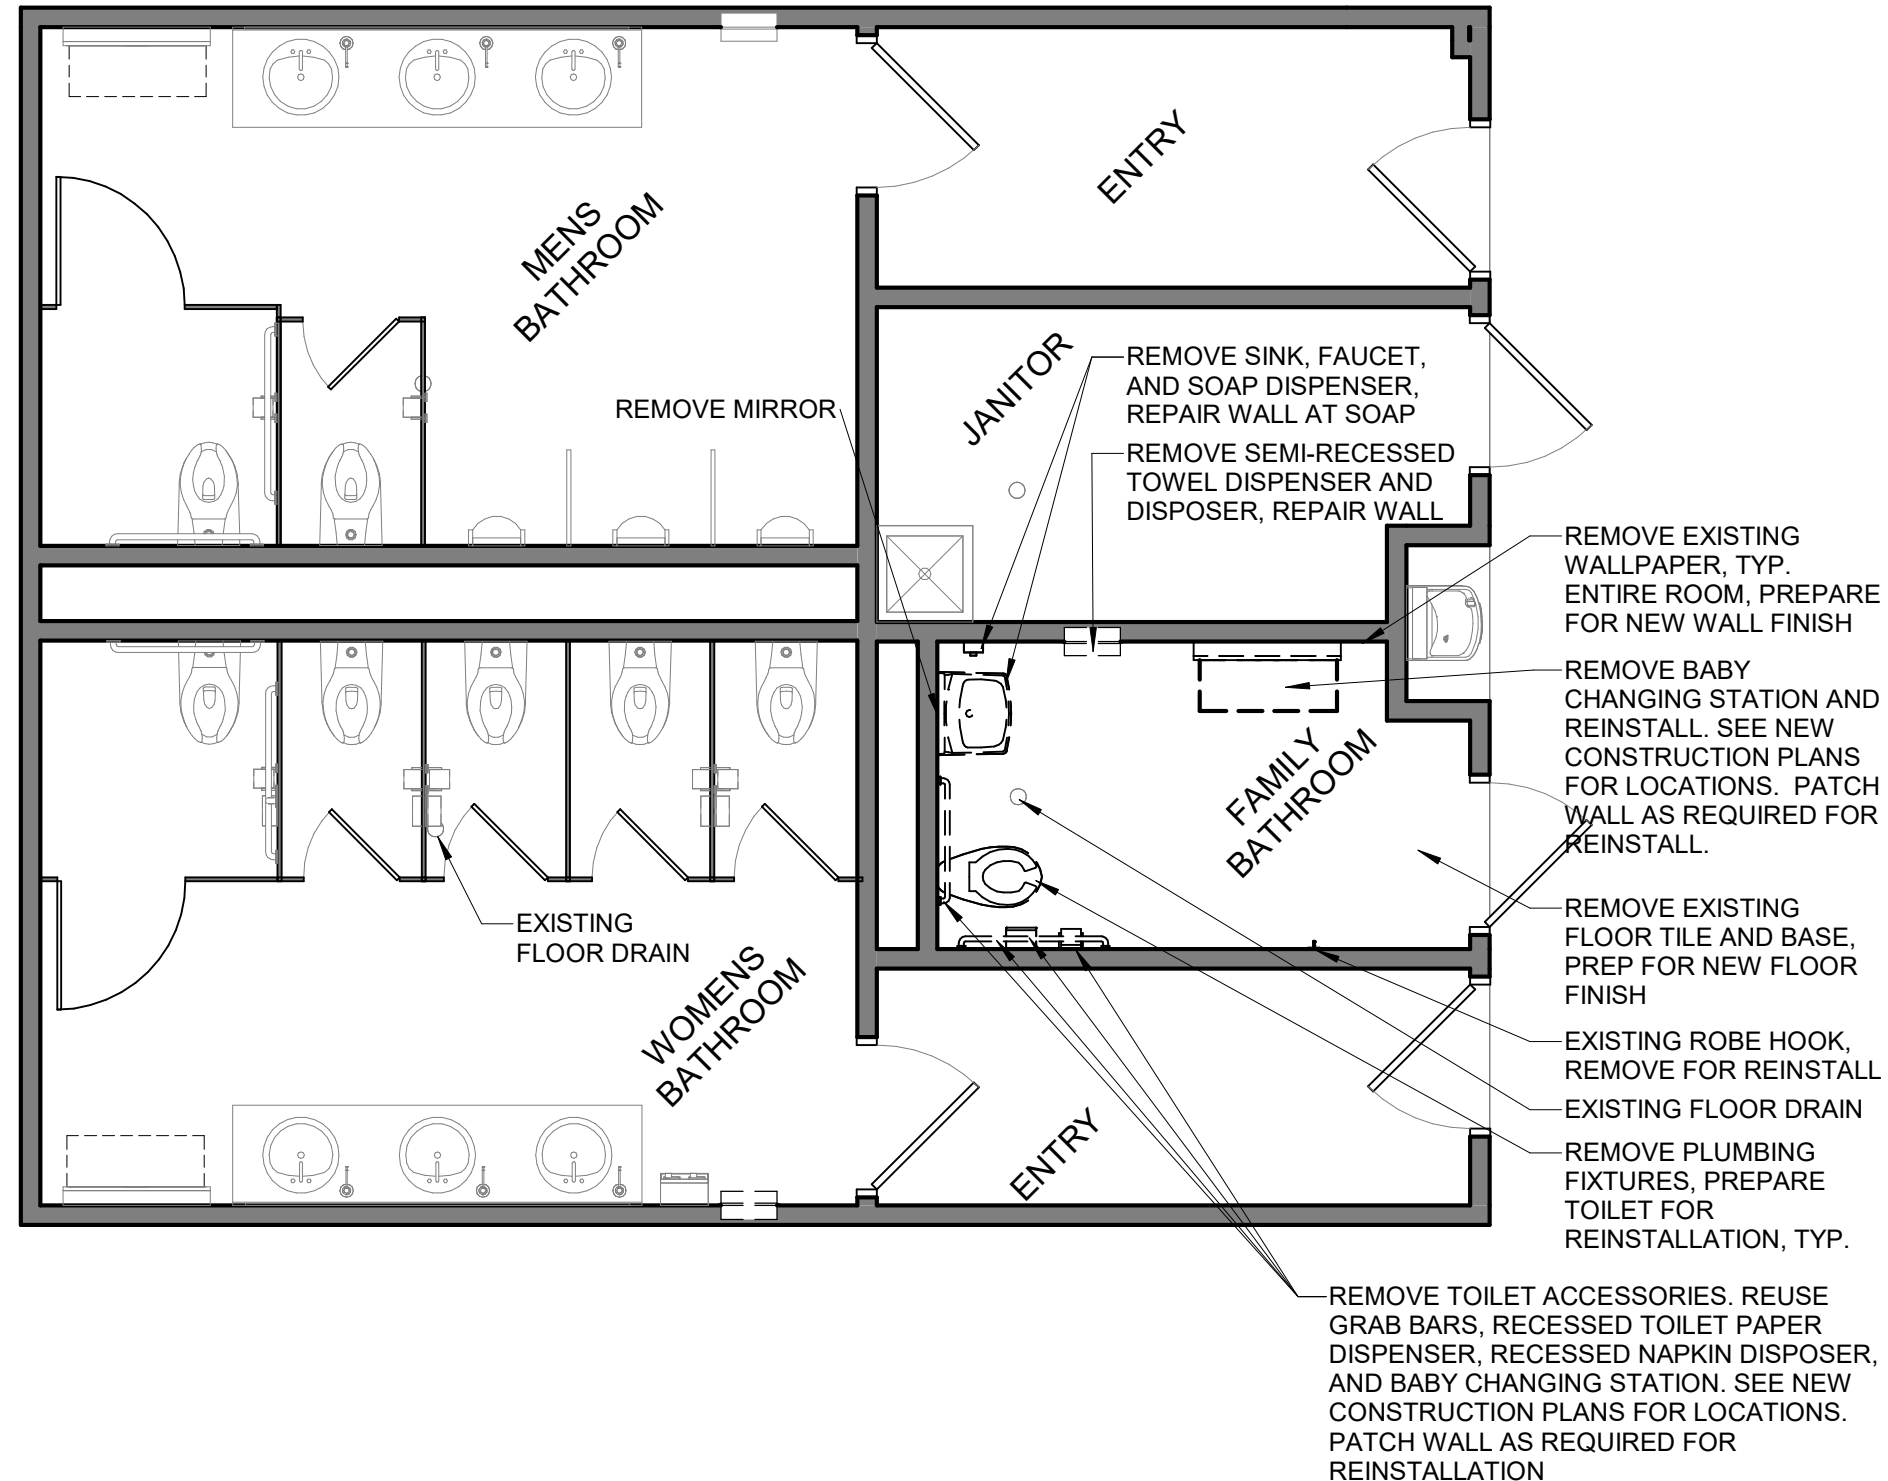 ENTRY
MENS
BATHROOM
JANITOR
REMOVE SINK, FAUCET,
AND SOAP DISPENSER,
REPAIR WALL AT SOAP
REMOVE MIRROR
REMOVE SEMI-RECESSED
TOWEL DISPENSER AND
DISPOSER, REPAIR WALL
REMOVE EXISTING
WALLPAPER, TYP.
ENTIRE ROOM, PREPARE
FOR NEW WALL FINISH
REMOVE BABY
CHANGING STATION AND
REINSTALL. SEE NEW
CONSTRUCTION PLANS
FOR LOCATIONS. PATCH
WALL AS REQUIRED FOR
REINSTALL.
FAMILY
BATHROOM
EXISTING
FLOOR DRAIN
REMOVE EXISTING
FLOOR TILE AND BASE,
PREP FOR NEW FLOOR
FINISH
WOMENS
BATHROOM
EXISTING ROBE HOOK,
REMOVE FOR REINSTALL
EXISTING FLOOR DRAIN
ENTRY
REMOVE PLUMBING
FIXTURES, PREPARE
TOILET FOR
REINSTALLATION, TYP.
REMOVE TOILET ACCESSORIES. REUSE
GRAB BARS, RECESSED TOILET PAPER
DISPENSER, RECESSED NAPKIN DISPOSER,
AND BABY CHANGING STATION. SEE NEW
CONSTRUCTION PLANS FOR LOCATIONS.
PATCH WALL AS REQUIRED FOR
REINSTALLATION